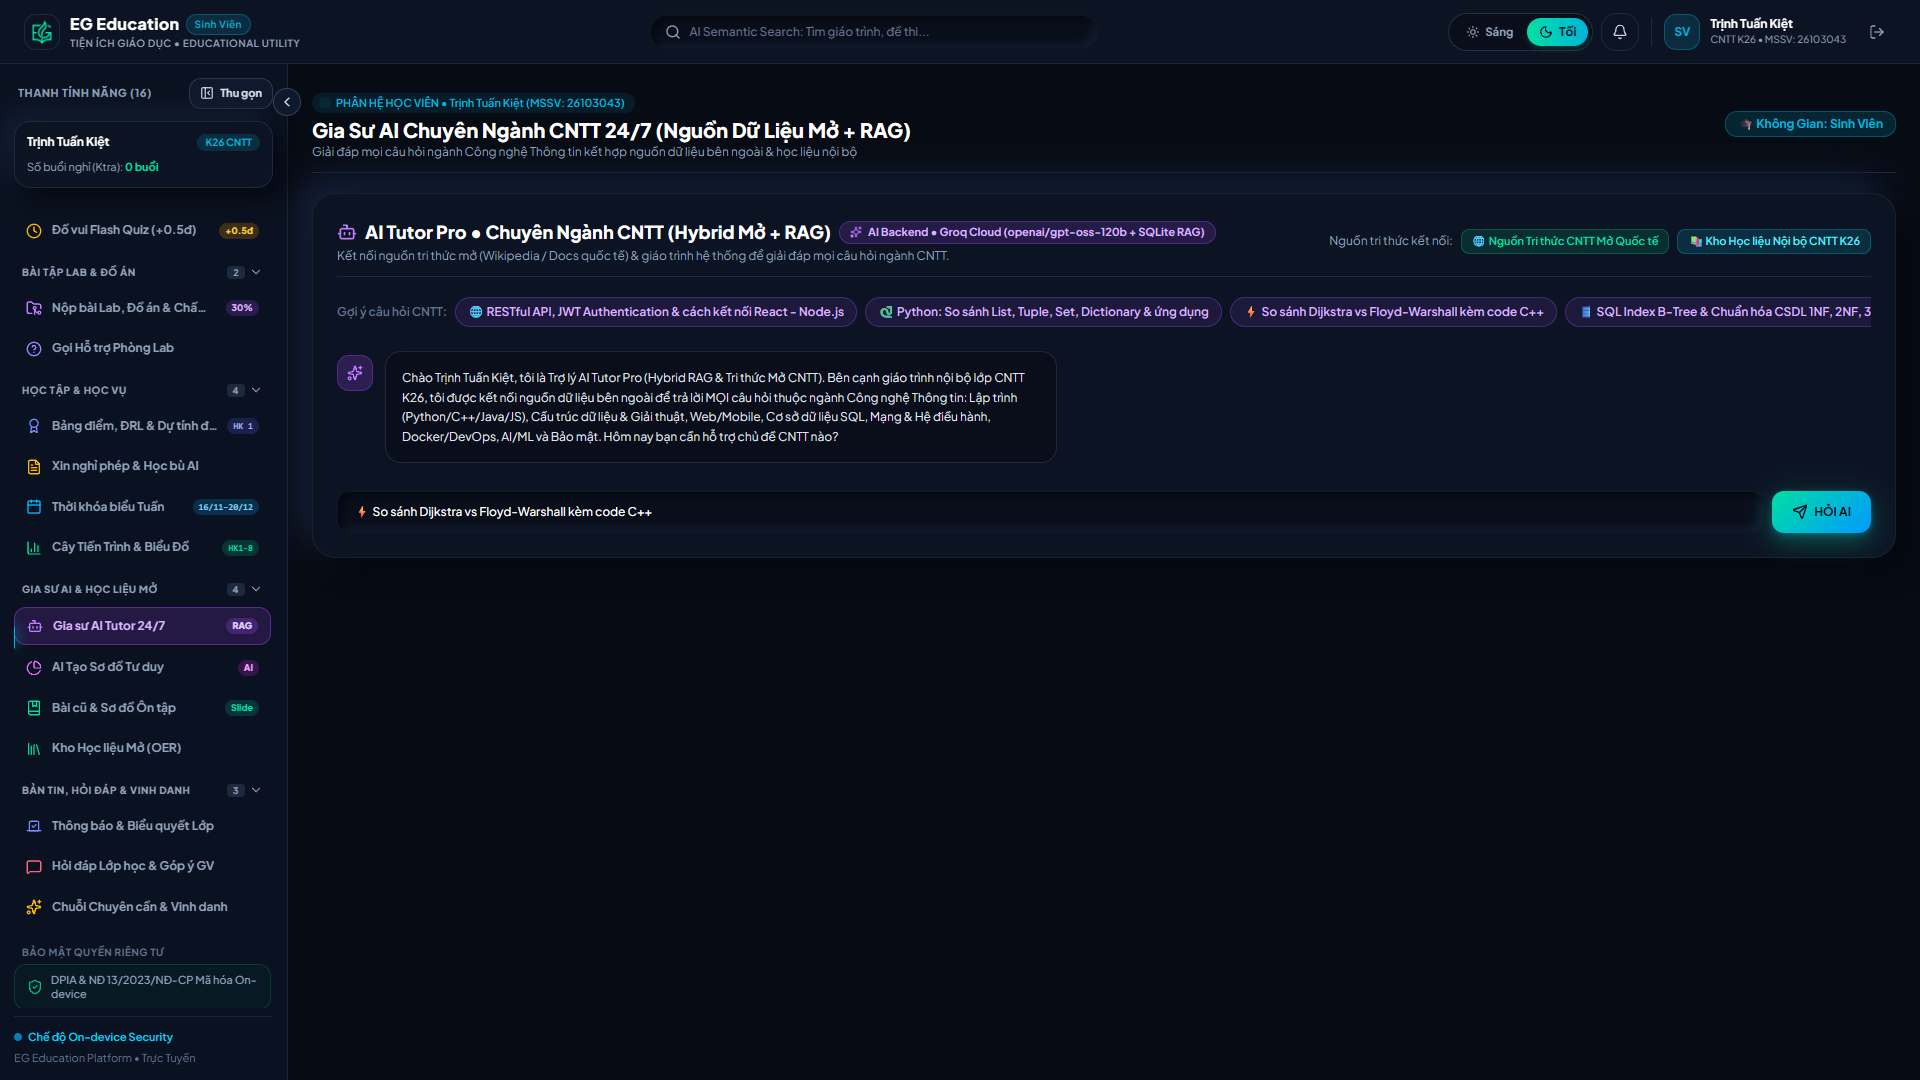 EG Education Sinh Viên
TIỆN ÍCH GIÁO DỤC • EDUCATIONAL UTILITY
AI Semantic Search: Tìm giáo trình, đề thi...
Sáng
Tối
SV
Trịnh Tuấn Kiệt
CNTT K26 • MSSV: 26103043
THANH TÍNH NĂNG (16)
Thu gọn
Trịnh Tuấn Kiệt
K26 CNTT
Số buổi nghỉ (Ktra): 0 buổi
Đố vui Flash Quiz (+0.5đ)
+0.5đ
BÀI TẬP LAB & ĐỒ ÁN
2
Nộp bài Lab, Đồ án & Chấ...
30%
Gọi Hỗ trợ Phòng Lab
HỌC TẬP & HỌC VỤ
4
Bảng điểm, ĐRL & Dự tính đ...
HK 1
Xin nghỉ phép & Học bù AI
Thời khóa biểu Tuần
16/11-20/12
Cây Tiến Trình & Biểu Đồ
HK1-8
GIA SƯ AI & HỌC LIỆU MỞ
4
Gia sư AI Tutor 24/7
RAG
AI Tạo Sơ đồ Tư duy
AI
Bài cũ & Sơ đồ Ôn tập
Slide
Kho Học liệu Mở (OER)
BẢN TIN, HỎI ĐÁP & VINH DANH
3
Thông báo & Biểu quyết Lớp
Hỏi đáp Lớp học & Góp ý GV
Chuỗi Chuyên cần & Vinh danh
BẢO MẬT QUYỀN RIÊNG TƯ
DPIA & NĐ 13/2023/NĐ-CP Mã hóa On-
device
Chế độ On-device Security
EG Education Platform • Trực Tuyến
PHÂN HỆ HỌC VIÊN • Trịnh Tuấn Kiệt (MSSV: 26103043)
Gia Sư AI Chuyên Ngành CNTT 24/7 (Nguồn Dữ Liệu Mở + RAG)
Giải đáp mọi câu hỏi ngành Công nghệ Thông tin kết hợp nguồn dữ liệu bên ngoài & học liệu nội bộ
Không Gian: Sinh Viên
AI Tutor Pro • Chuyên Ngành CNTT (Hybrid Mở + RAG)
AI Backend • Groq Cloud (openai/gpt-oss-120b + SQLite RAG)
Kết nối nguồn tri thức mở (Wikipedia / Docs quốc tế) & giáo trình hệ thống để giải đáp mọi câu hỏi ngành CNTT.
Nguồn tri thức kết nối:
Nguồn Tri thức CNTT Mở Quốc tế
Kho Học liệu Nội bộ CNTT K26
Gợi ý câu hỏi CNTT:
RESTful API, JWT Authentication & cách kết nối React - Node.js
Python: So sánh List, Tuple, Set, Dictionary & ứng dụng
So sánh Dijkstra vs Floyd-Warshall kèm code C++
SQL Index B-Tree & Chuẩn hóa CSDL 1NF, 2NF, 3
Chào Trịnh Tuấn Kiệt, tôi là Trợ lý AI Tutor Pro (Hybrid RAG & Tri thức Mở CNTT). Bên cạnh giáo trình nội bộ lớp CNTT
K26, tôi được kết nối nguồn dữ liệu bên ngoài để trả lời MỌI câu hỏi thuộc ngành Công nghệ Thông tin: Lập trình
(Python/C++/Java/JS), Cấu trúc dữ liệu & Giải thuật, Web/Mobile, Cơ sở dữ liệu SQL, Mạng & Hệ điều hành,
Docker/DevOps, AI/ML và Bảo mật. Hôm nay bạn cần hỗ trợ chủ đề CNTT nào?
So sánh Dijkstra vs Floyd-Warshall kèm code C++
HỎI AI